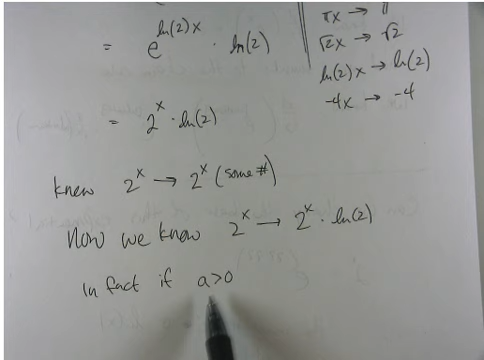 = e^{ln(2)x} · ln(2)
= 2^x · ln(2)
πx → π
√2x → √2
ln(2)x → ln(2)
-4x → -4
knew 2^x → 2^x (some #)
Now we know 2^x → 2^x · ln(2)
In fact if a>0